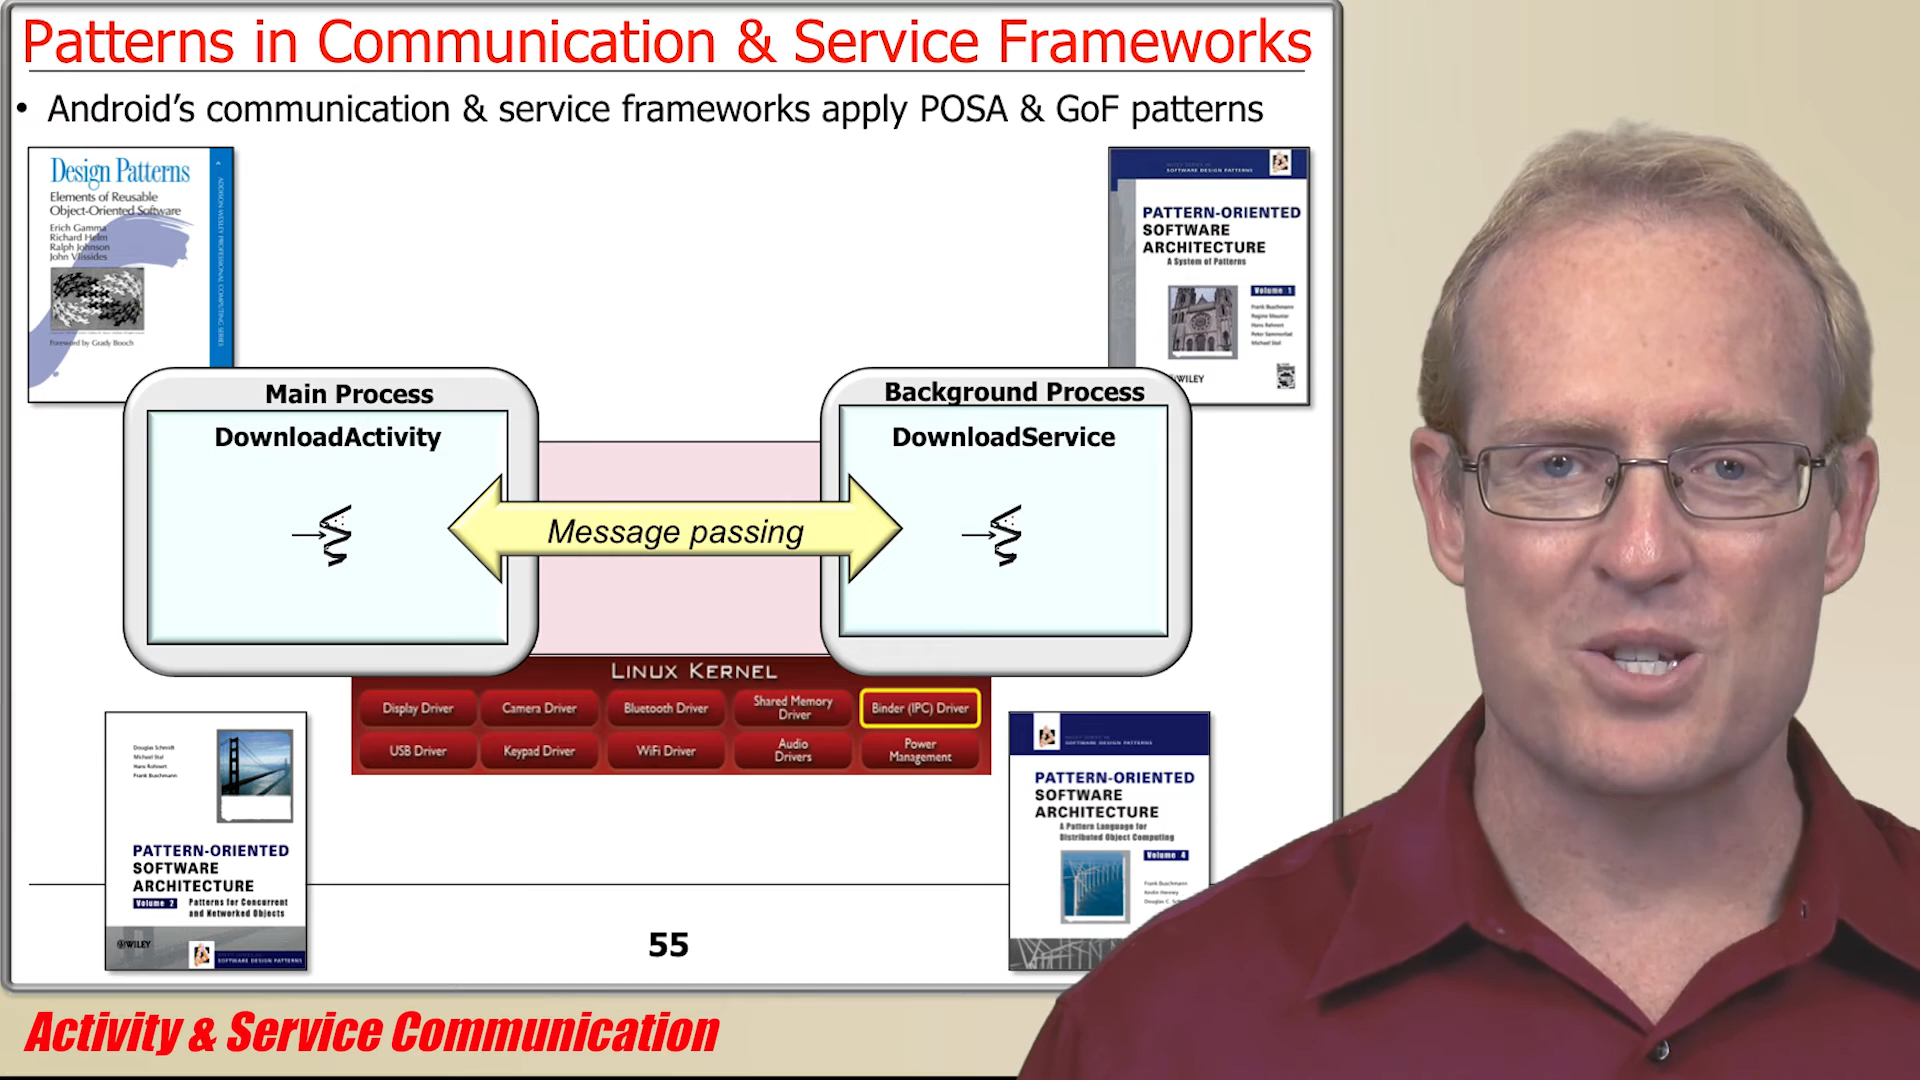 Patterns in Communication & Service Frameworks
• Android's communication & service frameworks apply POSA & GoF patterns
Design Patterns
Elements of Reusable
Object-Oriented Software
Erich Gamma
Richard Helm
Ralph Johnson
John Vlissides
Foreword by Grady Booch
ADDISON-WESLEY PROFESSIONAL COMPUTING SERIES
SOFTWARE DESIGN PATTERNS
PATTERN-ORIENTED
SOFTWARE
ARCHITECTURE
A System of Patterns
Volume 1
Frank Buschmann
Regine Meunier
Hans Rohnert
Peter Sommerlad
Michael Stal
WILEY
Main Process
DownloadActivity
Background Process
DownloadService
Message passing
LINUX KERNEL
Display Driver
Camera Driver
Bluetooth Driver
Shared Memory
Driver
Binder (IPC) Driver
USB Driver
Keypad Driver
WiFi Driver
Audio
Drivers
Power
Management
Douglas Schmidt
Michael Stal
Hans Rohnert
Frank Buschmann
PATTERN-ORIENTED
SOFTWARE
ARCHITECTURE
Volume 2
Patterns for Concurrent
and Networked Objects
WILEY
SOFTWARE DESIGN PATTERNS
SOFTWARE DESIGN PATTERNS
PATTERN-ORIENTED
SOFTWARE
ARCHITECTURE
A Pattern Language for
Distributed Object Computing
Volume 4
Frank Buschmann
Kevlin Henney
Douglas C.
55
Activity & Service Communication